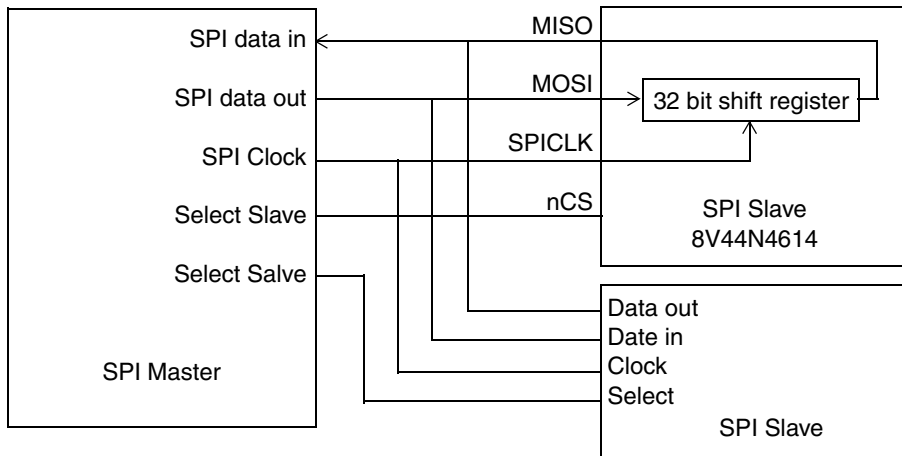 SPI data in
SPI data out
SPI Clock
Select Slave
Select Salve
SPI Master
MISO
MOSI
SPICLK
nCS
32 bit shift register
SPI Slave
8V44N4614
Data out
Date in
Clock
Select
SPI Slave